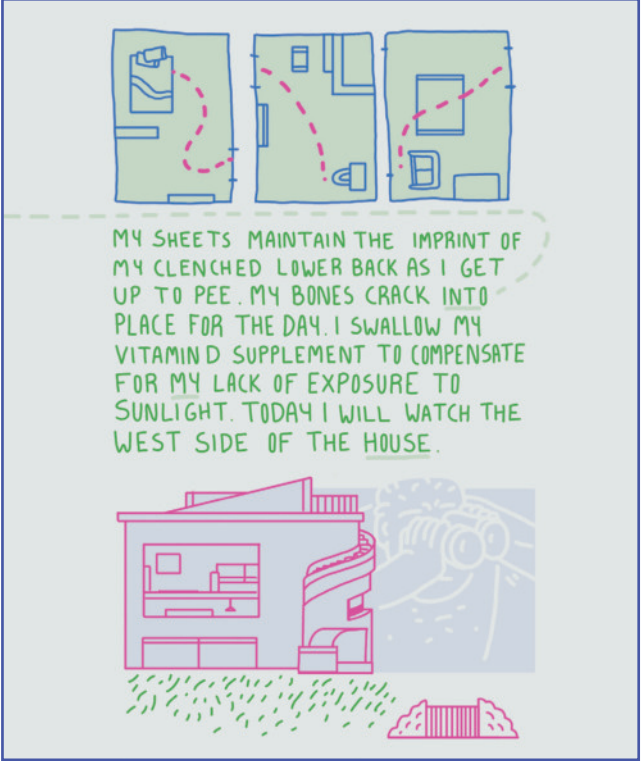 MY SHEETS MAINTAIN THE IMPRINT OF
MY CLENCHED LOWER BACK AS I GET
UP TO PEE. MY BONES CRACK INTO
PLACE FOR THE DAY. I SWALLOW MY
VITAMIN D SUPPLEMENT TO COMPENSATE
FOR MY LACK OF EXPOSURE TO
SUNLIGHT. TODAY I WILL WATCH THE
WEST SIDE OF THE HOUSE.